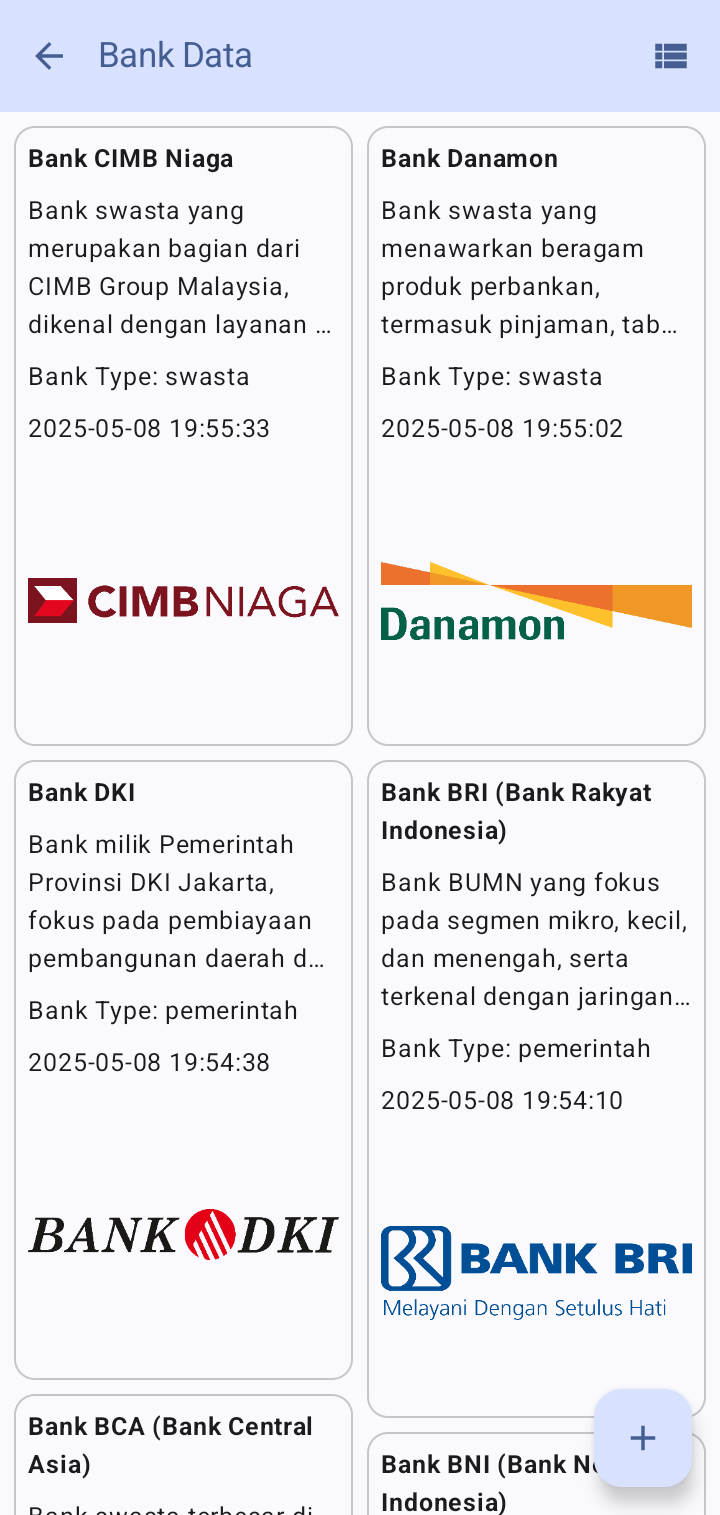 Bank Data
Bank CIMB Niaga
Bank swasta yang
merupakan bagian dari
CIMB Group Malaysia,
dikenal dengan layanan ...
Bank Type: swasta
2025-05-08 19:55:33
CIMBNIAGA
Bank Danamon
Bank swasta yang
menawarkan beragam
produk perbankan,
termasuk pinjaman, tab...
Bank Type: swasta
2025-05-08 19:55:02
Danamon
Bank DKI
Bank milik Pemerintah
Provinsi DKI Jakarta,
fokus pada pembiayaan
pembangunan daerah d...
Bank Type: pemerintah
2025-05-08 19:54:38
BANK DKI
Bank BRI (Bank Rakyat
Indonesia)
Bank BUMN yang fokus
pada segmen mikro, kecil,
dan menengah, serta
terkenal dengan jaringan...
Bank Type: pemerintah
2025-05-08 19:54:10
BANK BRI
Melayani Dengan Setulus Hati
Bank BCA (Bank Central
Asia)
Bank swasta terbesar di
Bank BNI (Bank
Indonesia)